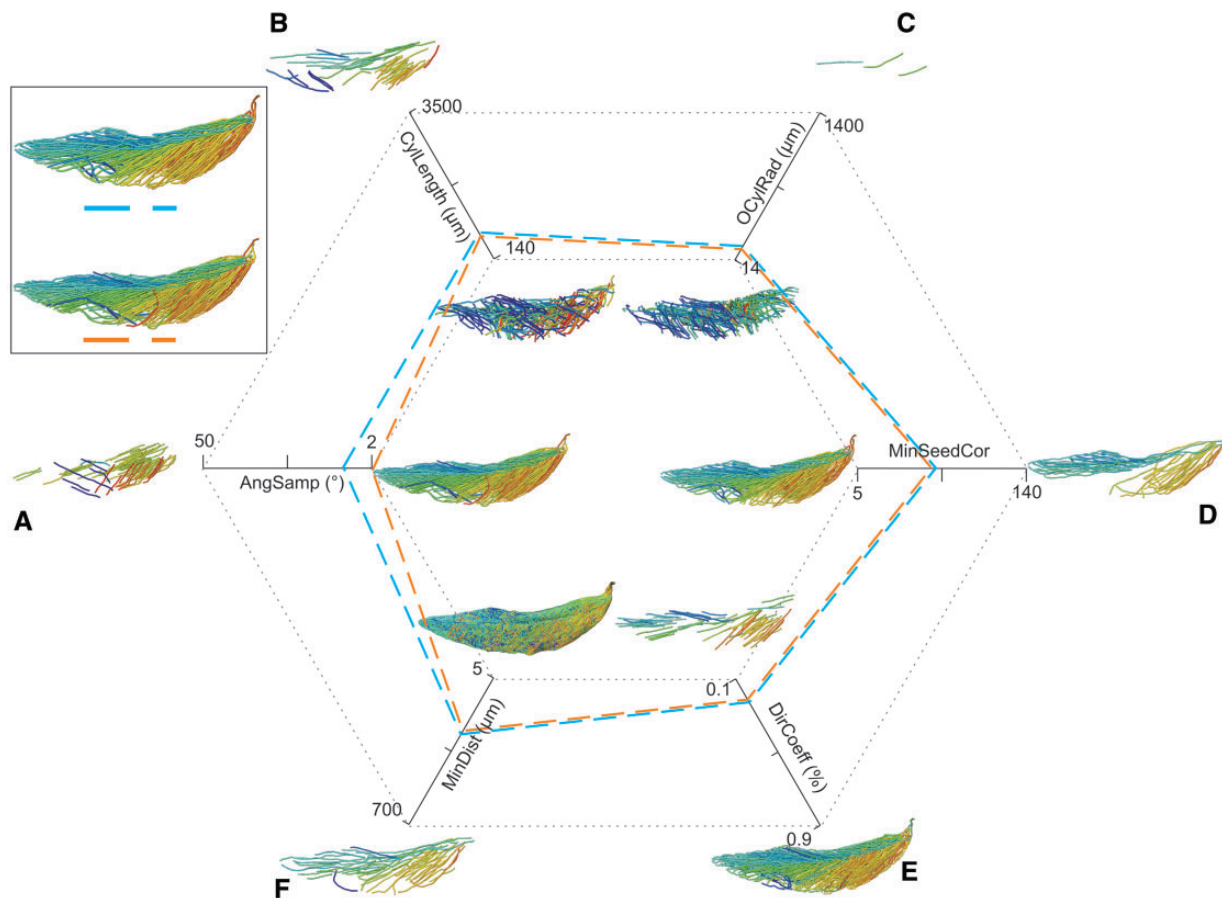 B
C
3500
1400
CylLength (µm)
OCylRad (µm)
140
14
50
2
MinSeedCor
AngSamp (°)
5
140
A
D
5
0.1
MinDist (µm)
DirCoeff (%)
700
0.9
F
E